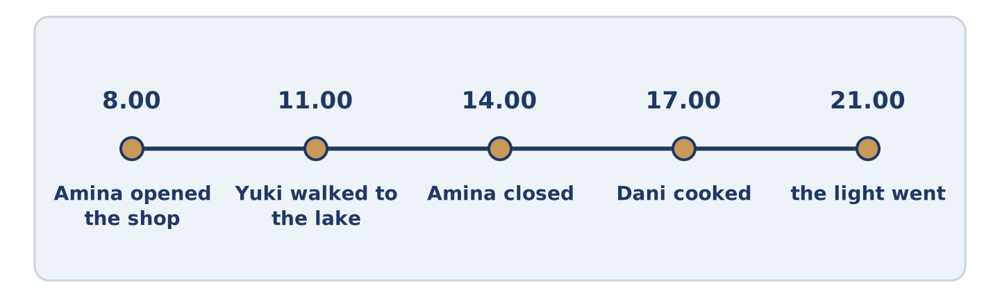 8.00
11.00
14.00
17.00
21.00
Amina opened
the shop
Yuki walked to
the lake
Amina closed
Dani cooked
the light went